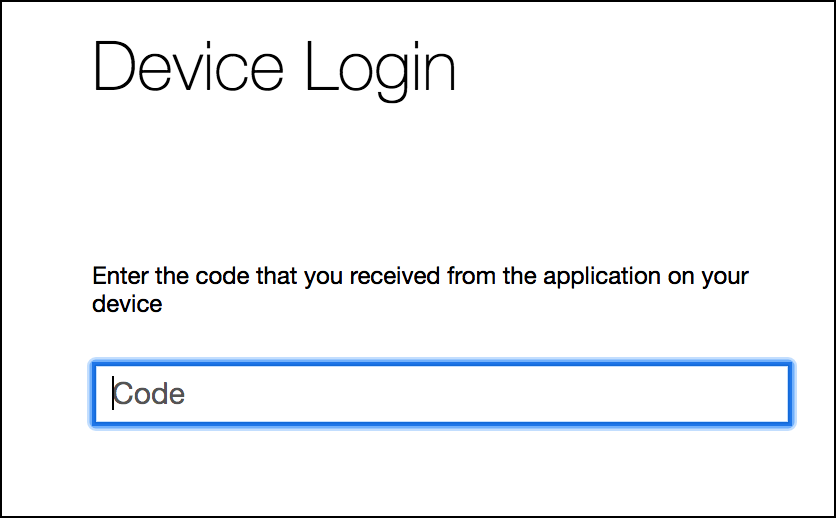 Device Login
Enter the code that you received from the application on your
device
Code